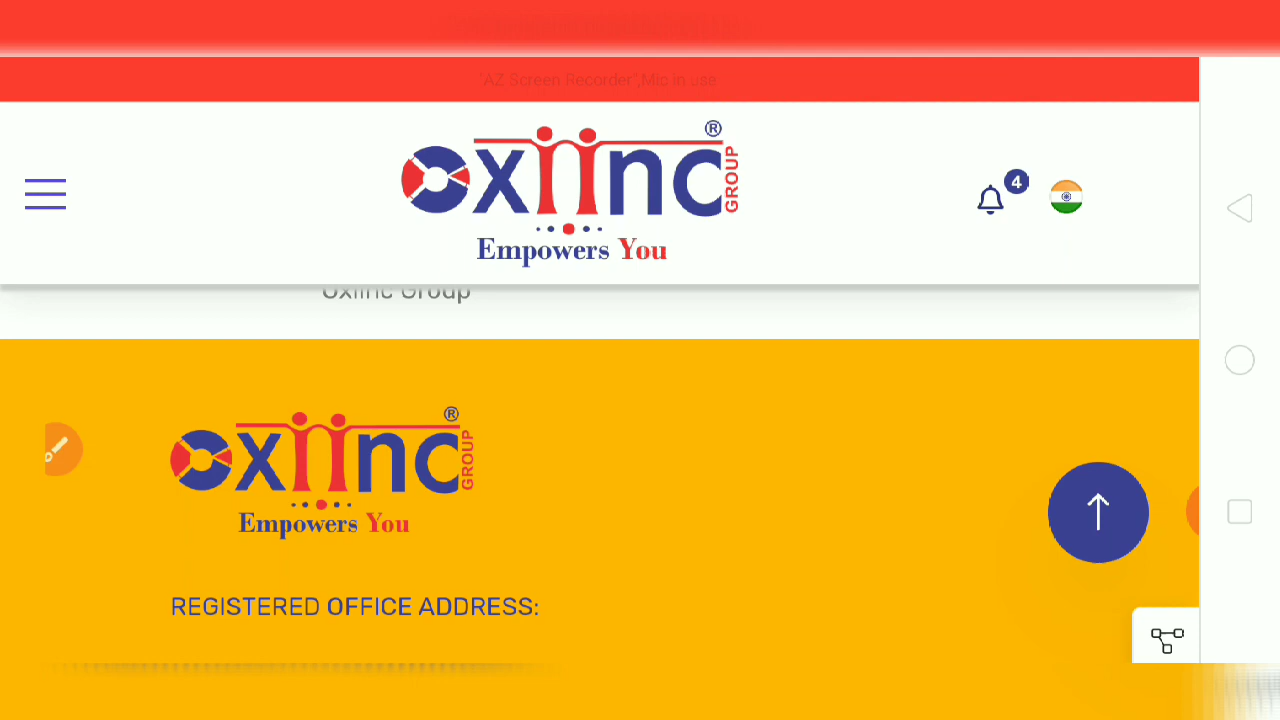 "AZ Screen Recorder",Mic in use
oxiinc GROUP ®
Empowers You
4
Oxiinc Group
oxiinc GROUP ®
Empowers You
REGISTERED OFFICE ADDRESS: